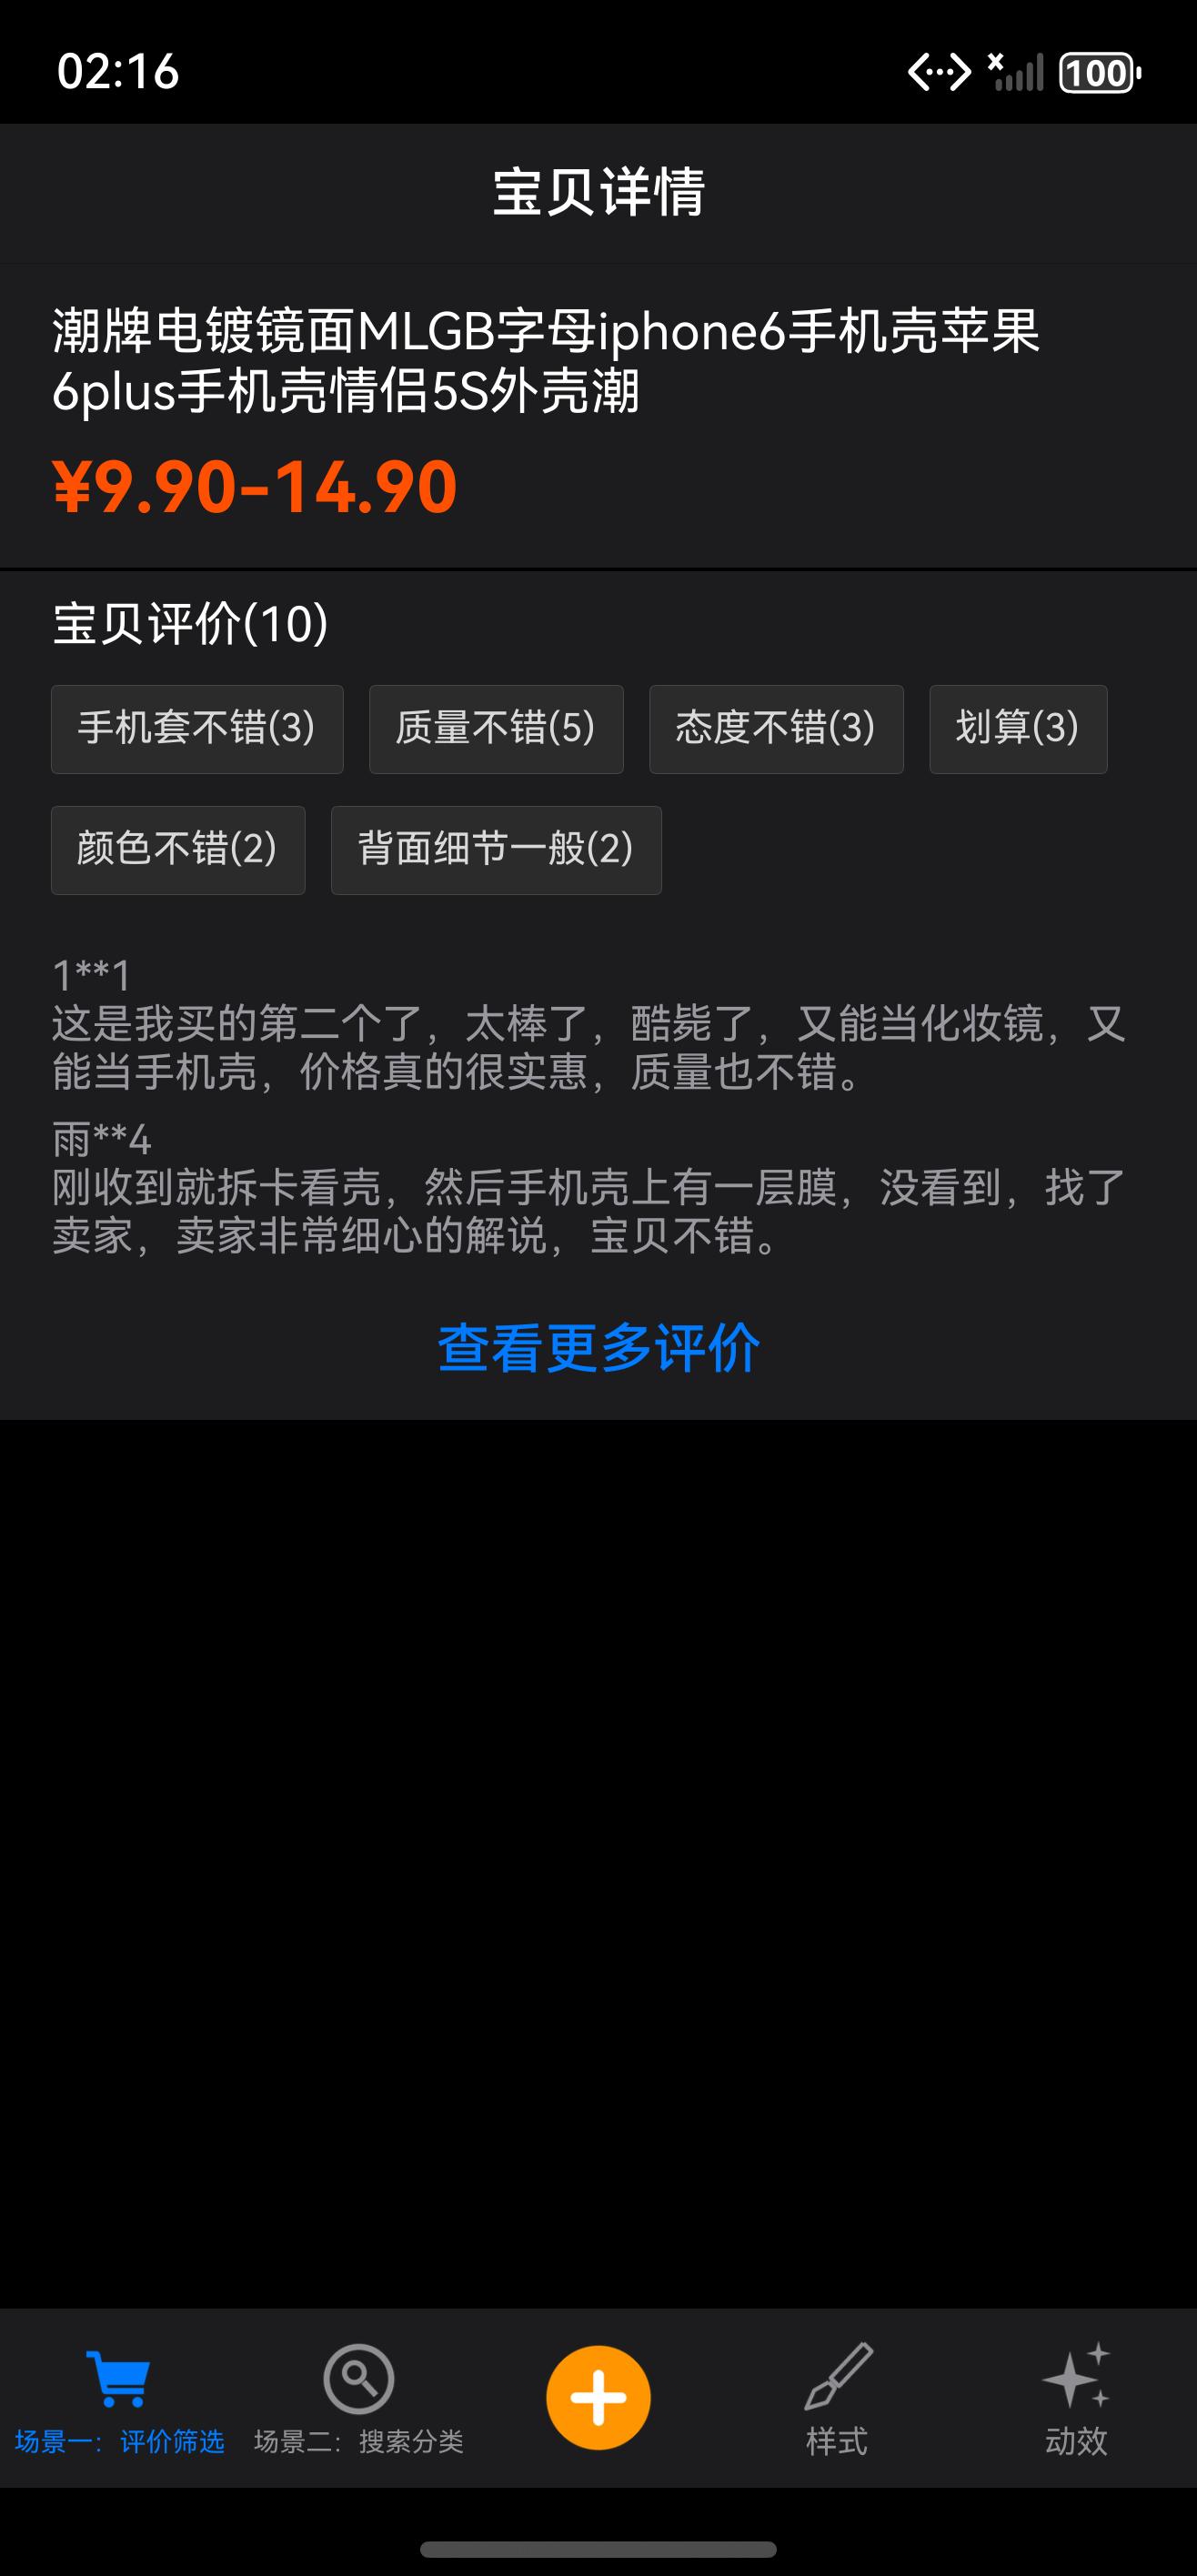 02:16
100
宝贝详情
潮牌电镀镜面MLGB字母iphone6手机壳苹果
6plus手机壳情侣5S外壳潮
¥9.90-14.90
宝贝评价(10)
手机套不错(3) 质量不错(5) 态度不错(3) 划算(3)
颜色不错(2) 背面细节一般(2)
1**1
这是我买的第二个了，太棒了，酷毙了，又能当化妆镜，又
能当手机壳，价格真的很实惠，质量也不错。
雨**4
刚收到就拆卡看壳，然后手机壳上有一层膜，没看到，找了
卖家，卖家非常细心的解说，宝贝不错。
查看更多评价
场景一：评价筛选 场景二：搜索分类 样式 动效